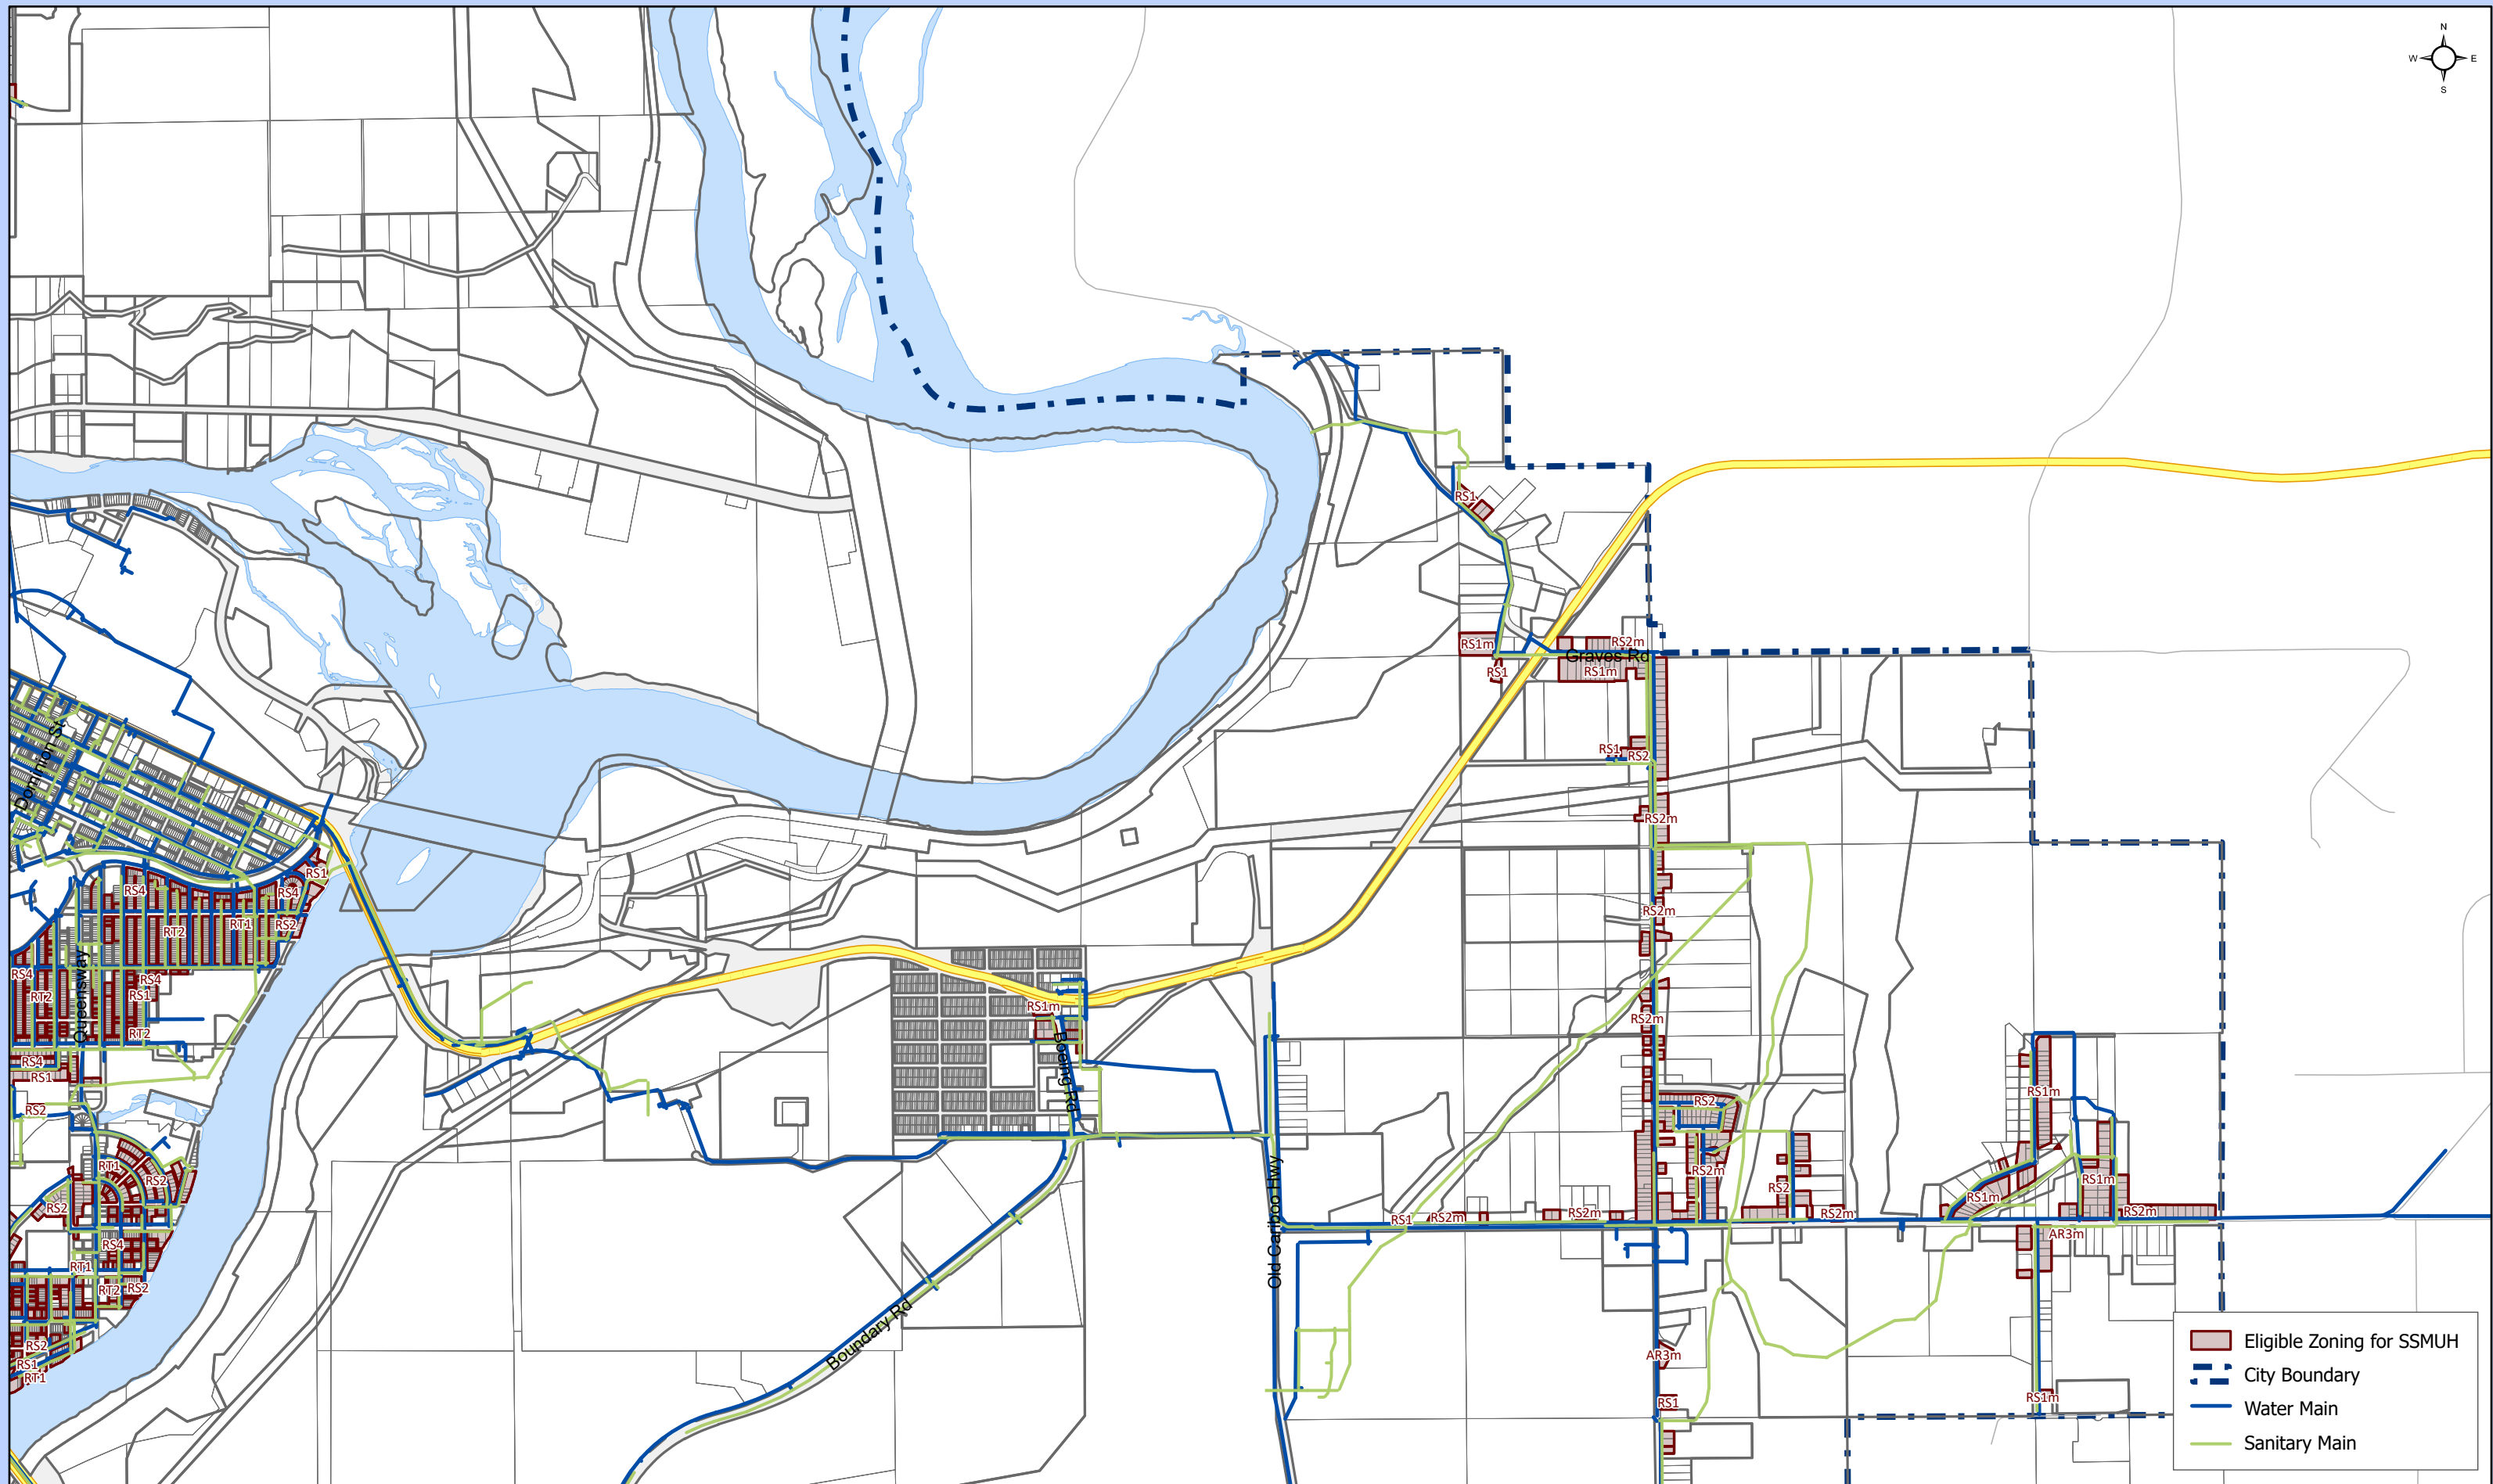 N
W E
S
RS1
RS1m
RS2m
Graves Rd
RS1
RS1m
RS1
RS2
RS2m
Dominion St
RS1
RS4
RS4
RT2
RT1
RS2
RS2m
Queensway
RS4
RT2
RS4
RS1
RT2
RS1m
Boeing Rd
RS2m
RS4
RS1
RS2
RS2
RS1m
RT1
RS2
RS2
RS2m
RS2
RS1m
RS1m
RS4
RT1
RT2
RS2
Old Cariboo Hwy
RS1
RS2m
RS2m
RS2m
RS2m
AR3m
Boundary Rd
RS2
RS1
RT1
AR3m
RS1
RS1m
Eligible Zoning for SSMUH
City Boundary
Water Main
Sanitary Main